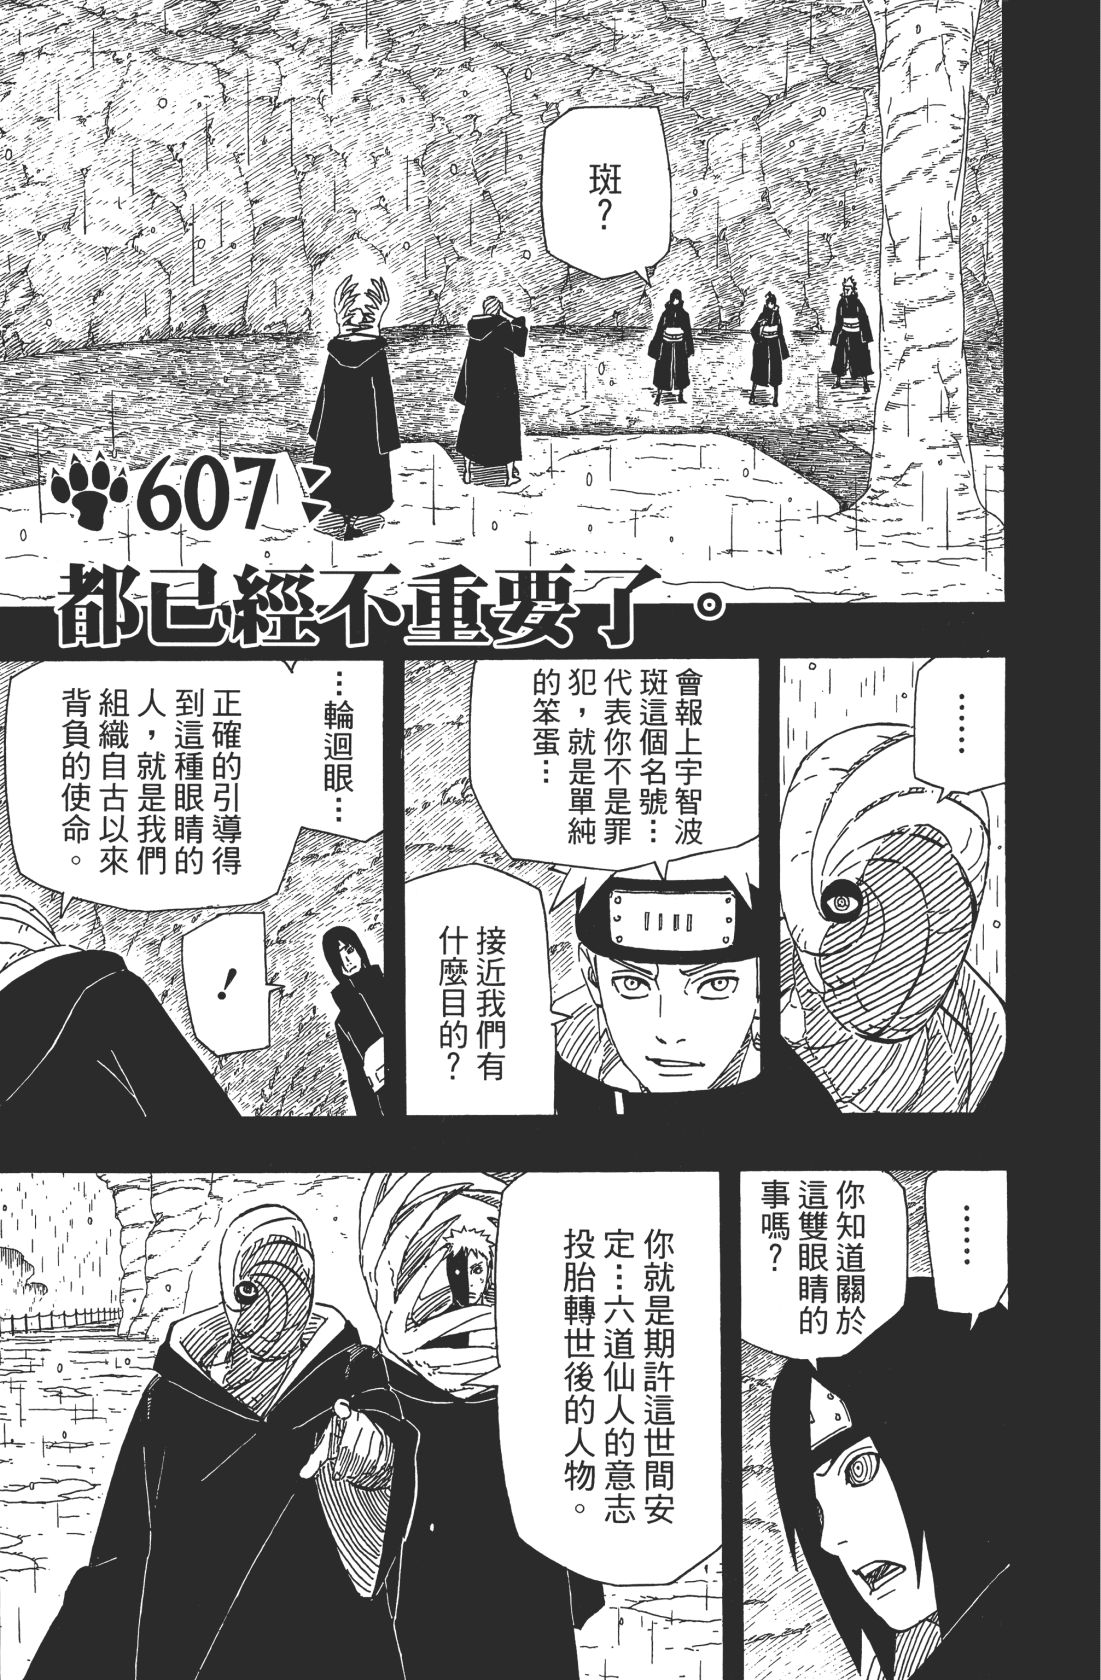 斑?
607:
都已經不重要了。
……
會報上宇智波
斑這個名號…
代表你不是罪
犯，就是單純
的笨蛋…
接近我們有
什麼目的?
…輪迴眼…
正確的引導得
到這種眼睛的
人，就是我們
組織自古以來
背負的使命。
!
……
你知道關於
這雙眼睛的
事嗎?
你就是期許這世間安
定…六道仙人的意志
投胎轉世後的人物。